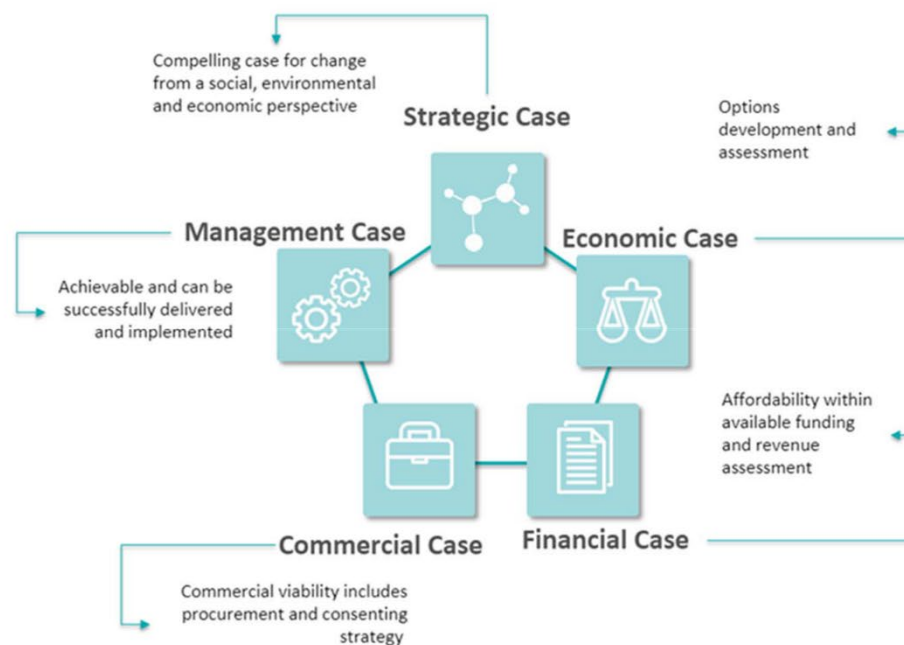 Compelling case for change
from a social, environmental
and economic perspective
Strategic Case
Options
development and
assessment
Management Case
Economic Case
Achievable and can be
successfully delivered
and implemented
Affordability within
available funding
and revenue
assessment
Commercial Case
Financial Case
Commercial viability includes
procurement and consenting
strategy